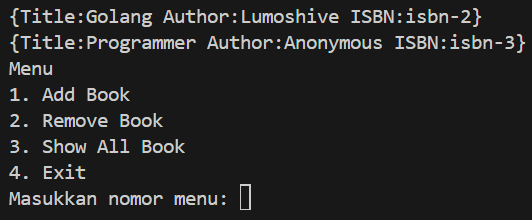 {Title:Golang Author:Lumoshive ISBN:isbn-2}
{Title:Programmer Author:Anonymous ISBN:isbn-3}
Menu
1. Add Book
2. Remove Book
3. Show All Book
4. Exit
Masukkan nomor menu: